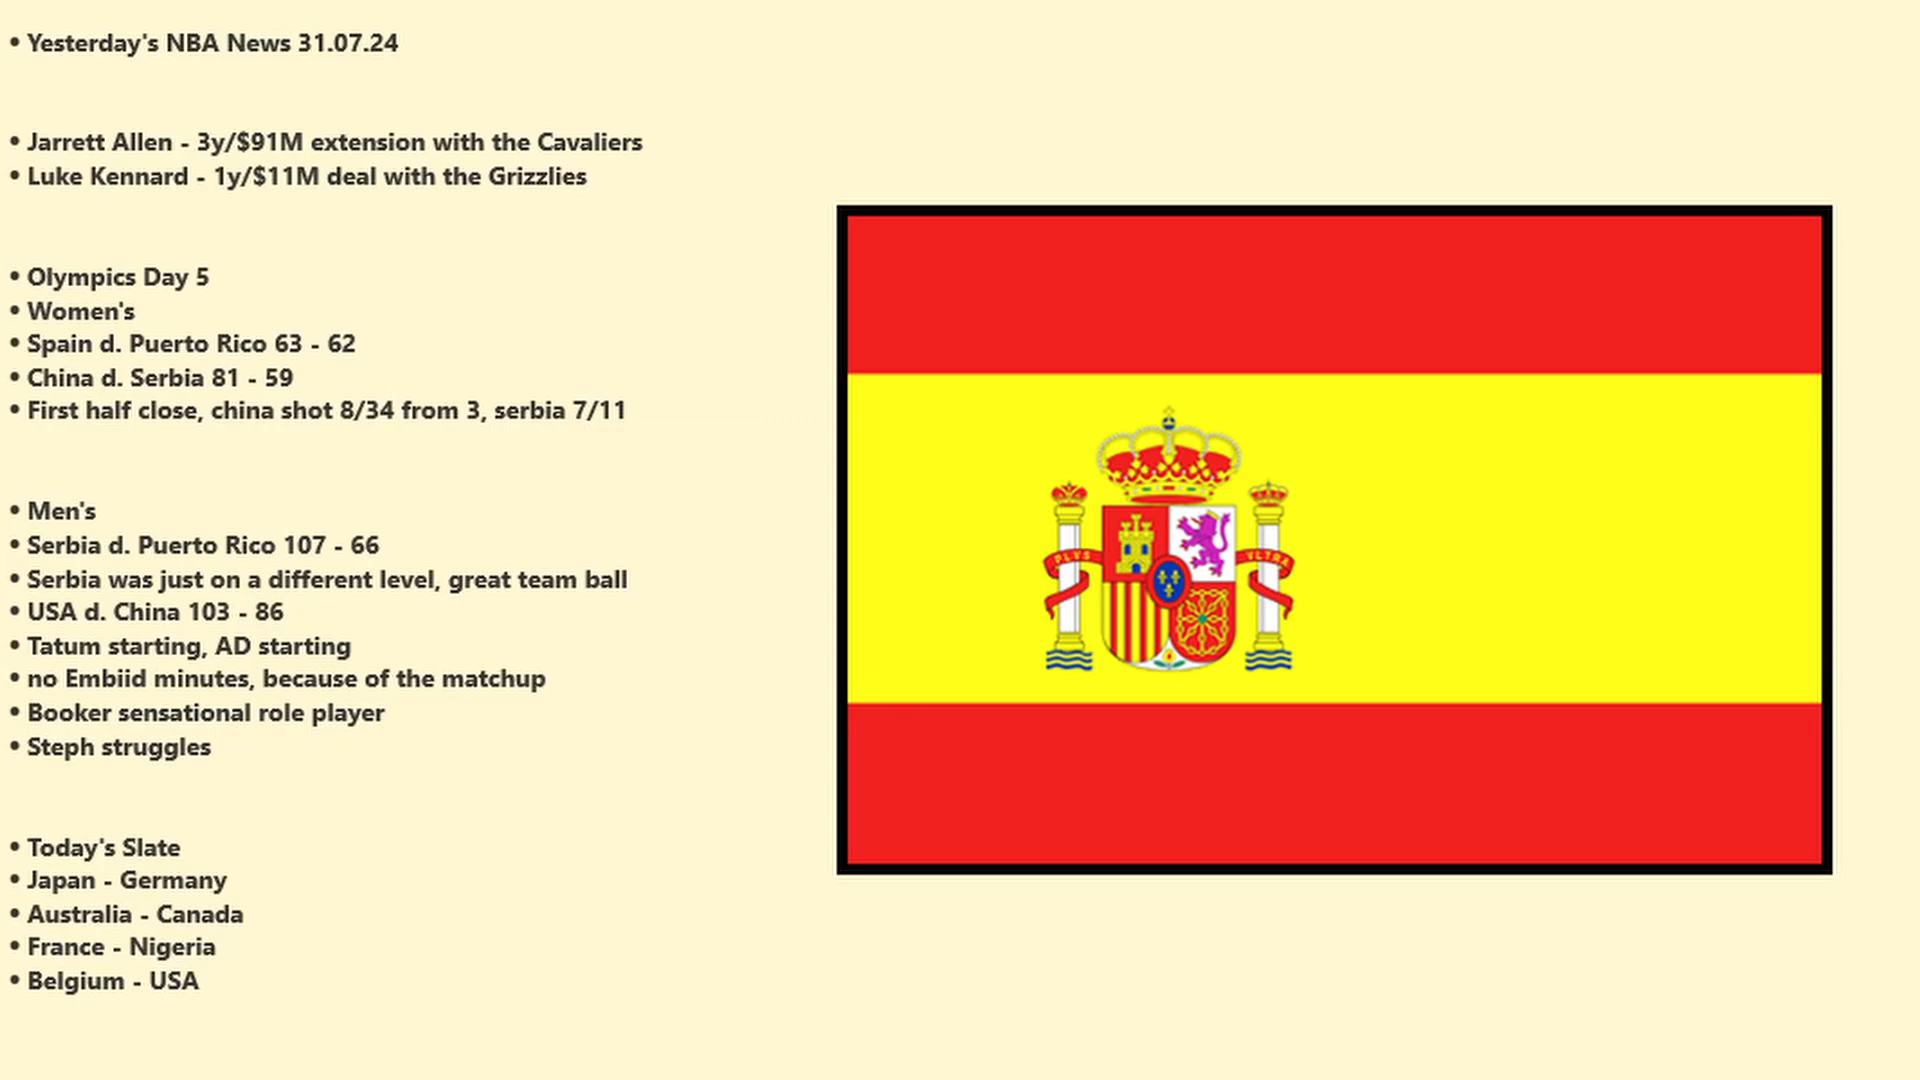 • Yesterday's NBA News 31.07.24
• Jarrett Allen - 3y/$91M extension with the Cavaliers
• Luke Kennard - 1y/$11M deal with the Grizzlies
• Olympics Day 5
• Women's
• Spain d. Puerto Rico 63 - 62
• China d. Serbia 81 - 59
• First half close, china shot 8/34 from 3, serbia 7/11
• Men's
• Serbia d. Puerto Rico 107 - 66
• Serbia was just on a different level, great team ball
• USA d. China 103 - 86
• Tatum starting, AD starting
• no Embiid minutes, because of the matchup
• Booker sensational role player
• Steph struggles
• Today's Slate
• Japan - Germany
• Australia - Canada
• France - Nigeria
• Belgium - USA
PLVS VLTRA